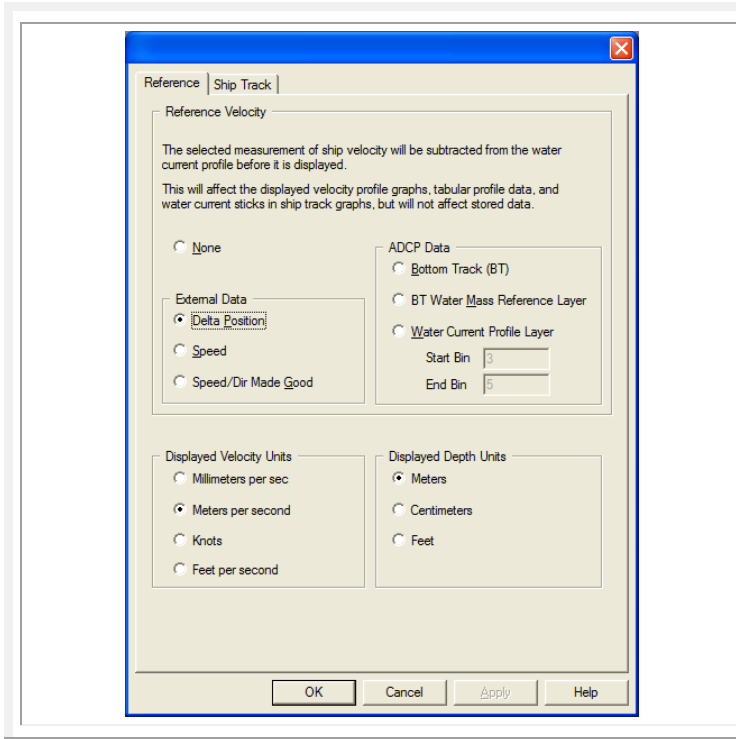 Reference
Ship Track
Reference Velocity
The selected measurement of ship velocity will be subtracted from the water
current profile before it is displayed.
This will affect the displayed velocity profile graphs, tabular profile data, and
water current sticks in ship track graphs, but will not affect stored data.
None
External Data
Delta Position
Speed
Speed/Dir Made Good
ADCP Data
Bottom Track (BT)
BT Water Mass Reference Layer
Water Current Profile Layer
Start Bin 3
End Bin 5
Displayed Velocity Units
Millimeters per sec
Meters per second
Knots
Feet per second
Displayed Depth Units
Meters
Centimeters
Feet
OK
Cancel
Apply
Help